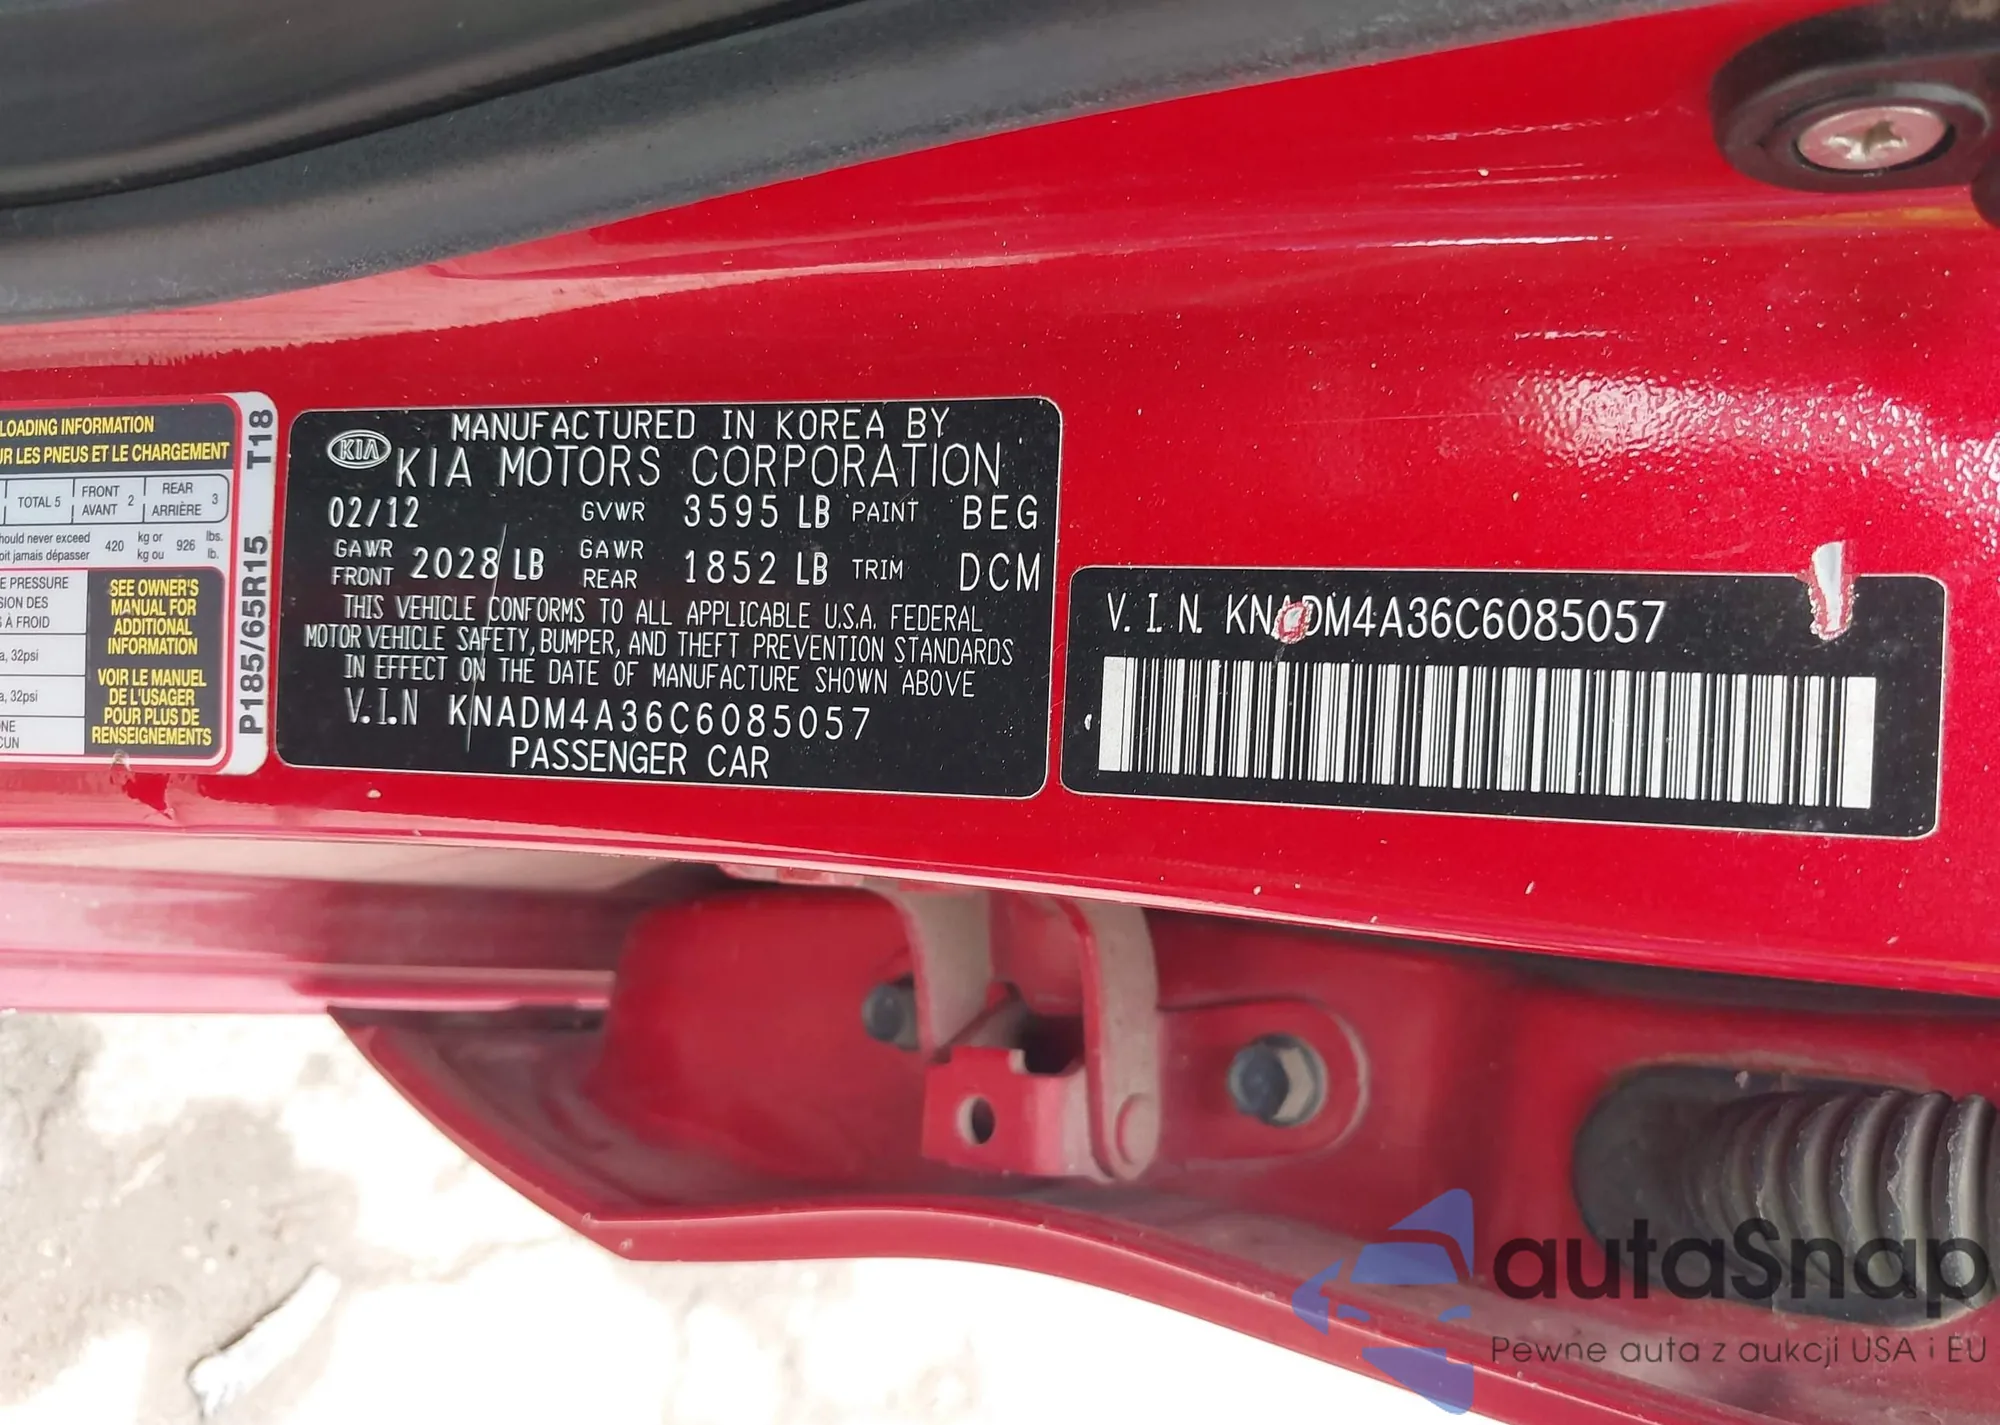 LOADING INFORMATION
UR LES PNEUS ET LE CHARGEMENT
TOTAL 5
FRONT
AVANT
2
REAR
ARRIÈRE
3
should never exceed
doit jamais dépasser
420
kg or
kg ou
926
lbs.
lb.
E PRESSURE
SION DES
S À FROID
a, 32psi
a, 32psi
NE
CUN
SEE OWNER'S
MANUAL FOR
ADDITIONAL
INFORMATION
VOIR LE MANUEL
DE L'USAGER
POUR PLUS DE
RENSEIGNEMENTS
P185/65R15 T18
KIA
MANUFACTURED IN KOREA BY
KIA MOTORS CORPORATION
02/12 GVWR 3595 LB PAINT BEG
GAWR FRONT 2028 LB GAWR REAR 1852 LB TRIM DCM
THIS VEHICLE CONFORMS TO ALL APPLICABLE U.S.A. FEDERAL
MOTOR VEHICLE SAFETY, BUMPER, AND THEFT PREVENTION STANDARDS
IN EFFECT ON THE DATE OF MANUFACTURE SHOWN ABOVE
V.I.N KNADM4A36C6085057
PASSENGER CAR
V.I.N. KNADM4A36C6085057
autaSnap
Pewne auta z aukcji USA i EU